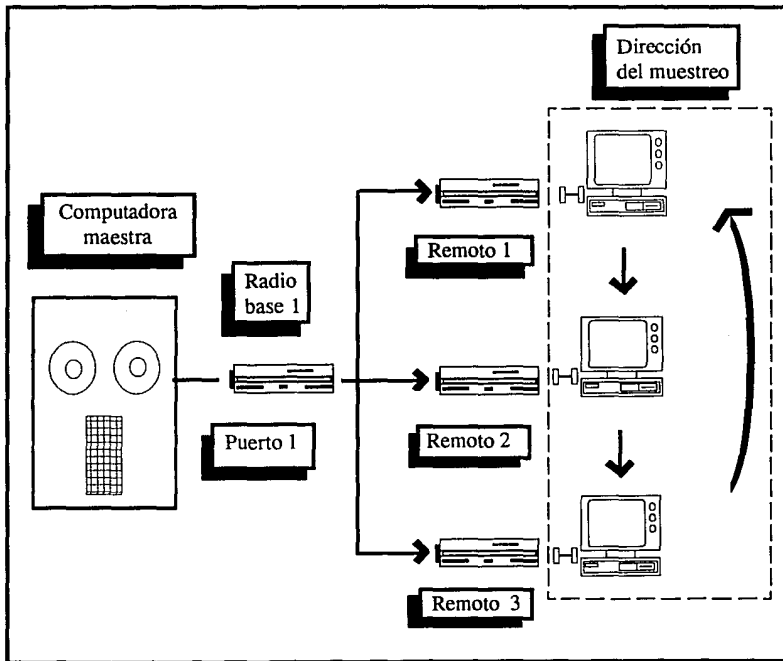 Dirección
del muestreo
Computadora
maestra
Radio
base 1
Remoto 1
Puerto 1
Remoto 2
Remoto 3